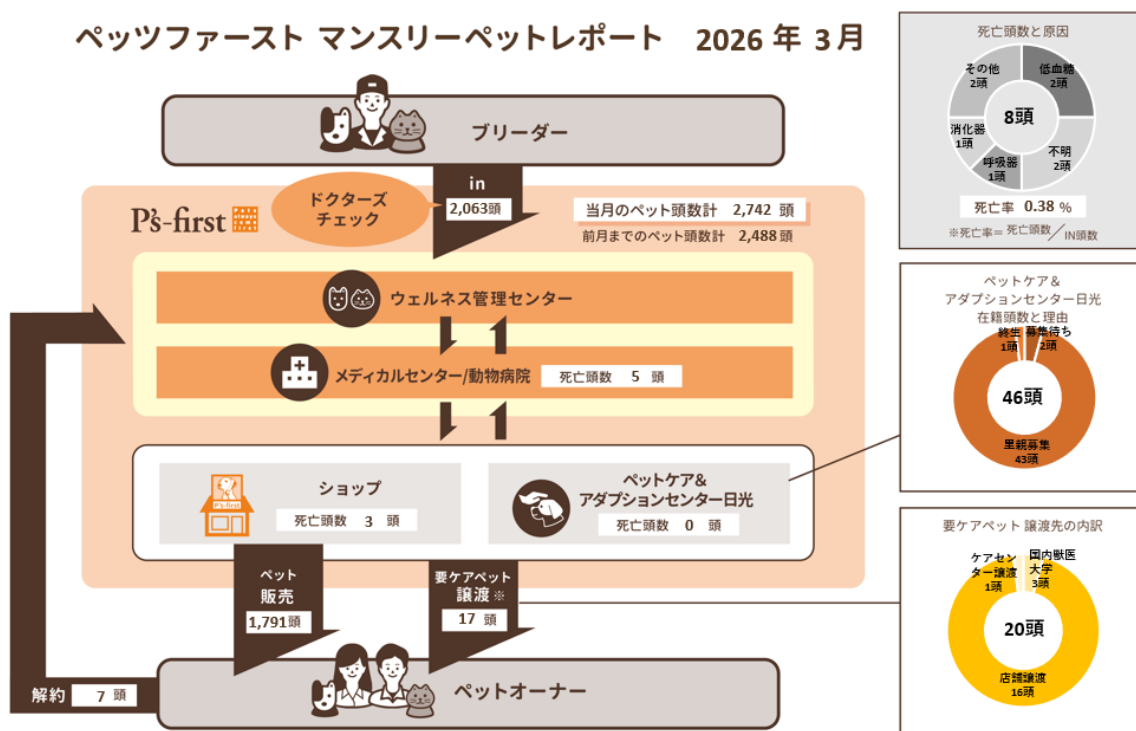 ペッツファースト マンスリーペットレポート 2026 年 3月
ブリーダー
in
2,063頭
ドクターズ
チェック
P's-first
当月のペット頭数計 2,742 頭
前月までのペット頭数計 2,488 頭
ウェルネス管理センター
メディカルセンター/動物病院 死亡頭数 5 頭
ショップ
死亡頭数 3 頭
P's-first
ペットケア&
アダプションセンター日光
死亡頭数 0 頭
ペット
販売
1,791頭
要ケアペット
譲渡※
17 頭
解約 7 頭
ペットオーナー
死亡頭数と原因
その他
2頭
低血糖
2頭
消化器
1頭
呼吸器
1頭
不明
2頭
8頭
死亡率 0.38 %
※死亡率= 死亡頭数/IN頭数
ペットケア&
アダプションセンター日光
在籍頭数と理由
終生
1頭
募集待ち
2頭
46頭
里親募集
43頭
要ケアペット 譲渡先の内訳
ケアセン
ター譲渡
1頭
国内獣医
大学
3頭
20頭
店舗譲渡
16頭